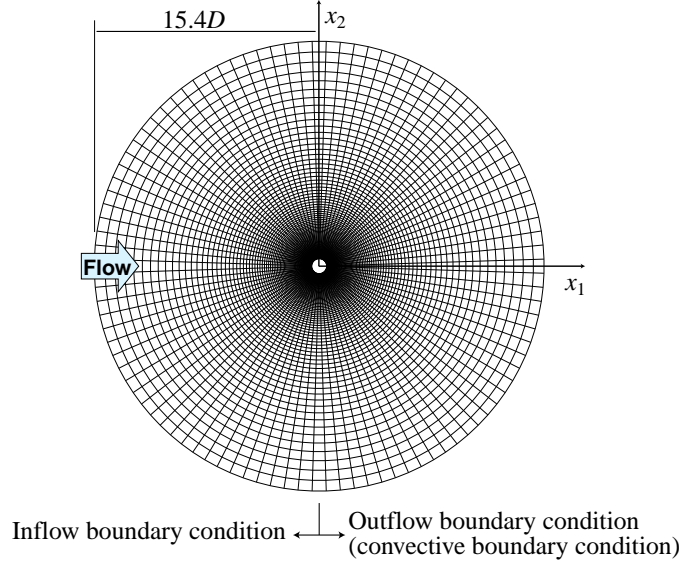 15.4D
x₂
Flow
x₁
Inflow boundary condition
Outflow boundary condition
(convective boundary condition)